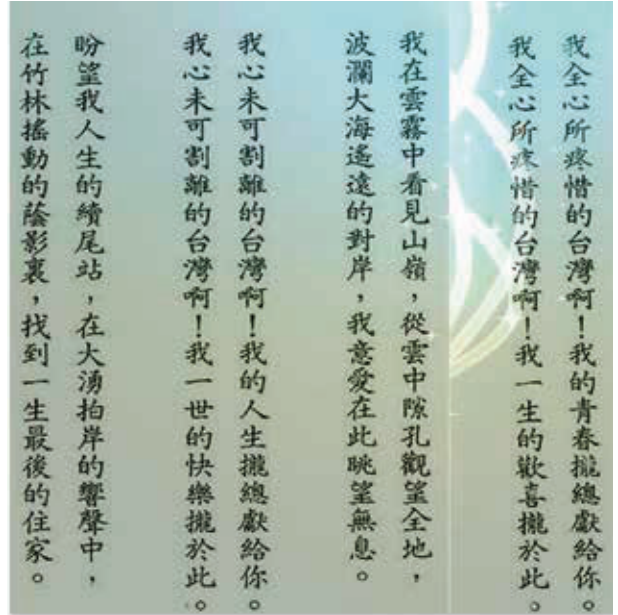 我全心所疼惜的台灣啊!我的青春攏總獻給你。
我全心所疼惜的台灣啊!我一生的歡喜攏於此。
我在雲霧中看見山嶺,從雲中隙孔觀望全地,
波瀾大海遙遠的對岸,我意愛在此眺望無息。
我心未可割離的台灣啊!我的人生攏總獻給你。
我心未可割離的台灣啊!我一世的快樂攏於此。
盼望我人生的續尾站,在大湧拍岸的響聲中,
在竹林搖動的蔭影裏,找到一生最後的住家。